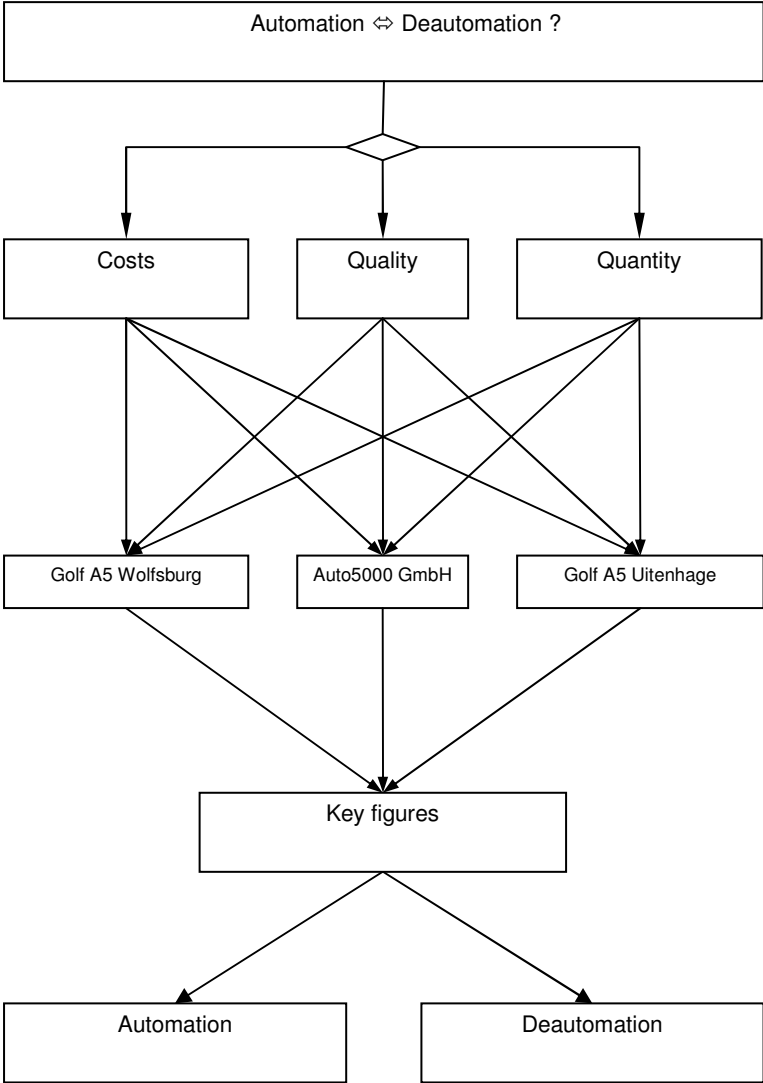 Automation ⇔ Deautomation ?
Costs
Quality
Quantity
Golf A5 Wolfsburg
Auto5000 GmbH
Golf A5 Uitenhage
Key figures
Automation
Deautomation